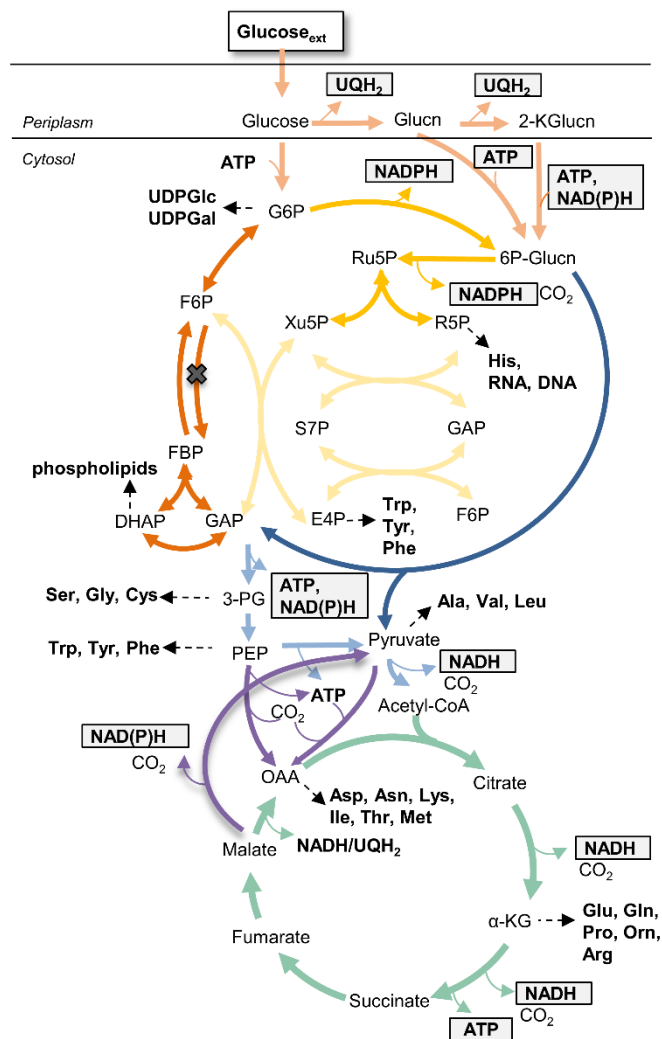 Glucose_ext
UQH₂
UQH₂
Periplasm
Glucose
Glucn
2-KGlucn
Cytosol
ATP
NADPH
ATP
ATP,
NAD(P)H
UDPGlc
UDPGal
G6P
Ru5P
6P-Glucn
NADPH
CO₂
F6P
Xu5P
R5P
His,
RNA, DNA
S7P
GAP
FBP
phospholipids
DHAP
GAP
E4P
Trp,
Tyr,
Phe
F6P
Ser, Gly, Cys
3-PG
ATP,
NAD(P)H
Ala, Val, Leu
Trp, Tyr, Phe
PEP
Pyruvate
NADH
CO₂
ATP
Acetyl-CoA
CO₂
NAD(P)H
CO₂
OAA
Citrate
Asp, Asn, Lys,
Ile, Thr, Met
Malate
NADH/UQH₂
NADH
CO₂
α-KG
Glu, Gln,
Pro, Orn,
Arg
Fumarate
Succinate
NADH
CO₂
ATP